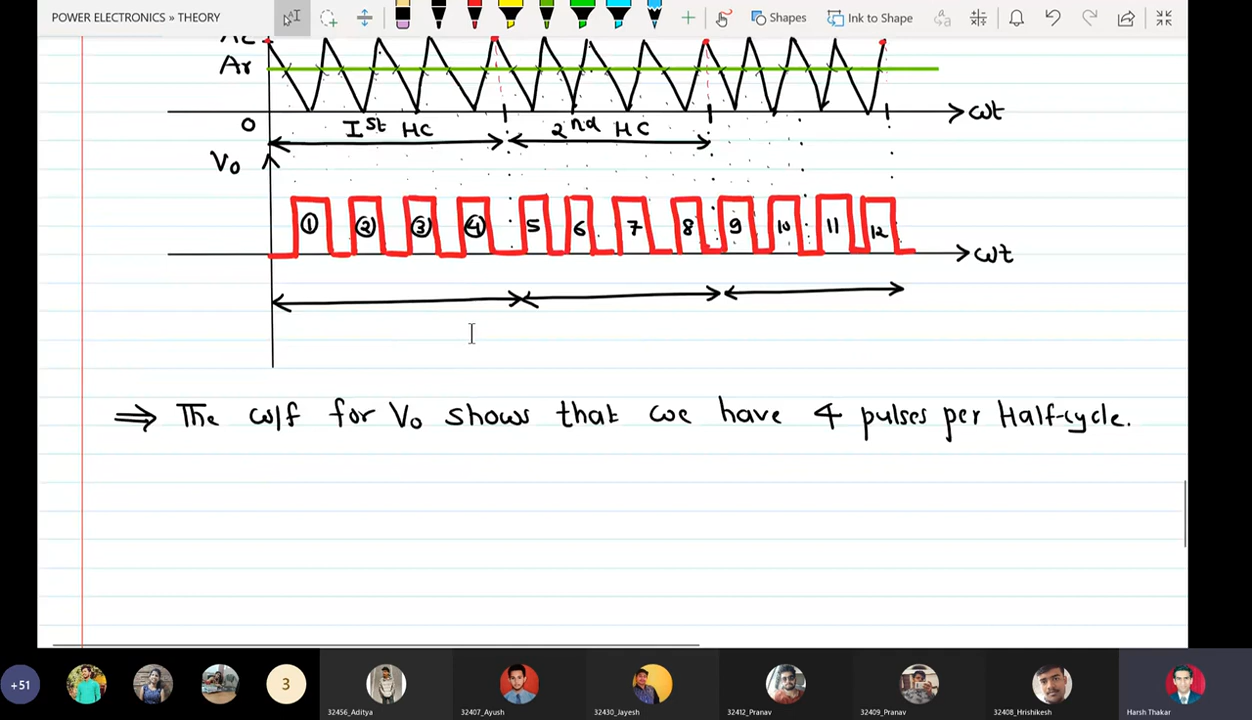 POWER ELECTRONICS » THEORY
Shapes
Ink to Shape
Ac
Ar
0
ωt
Ist HC
2nd HC
Vo
1 2 3 4 5 6 7 8 9 10 11 12
ωt
⇒ The w/f for Vo shows that we have 4 pulses per Half-cycle.
+51
3
32456_Aditya
32407_Ayush
32430_Jayesh
32412_Pranav
32409_Pranav
32408_Hrishikesh
Harsh Thakar